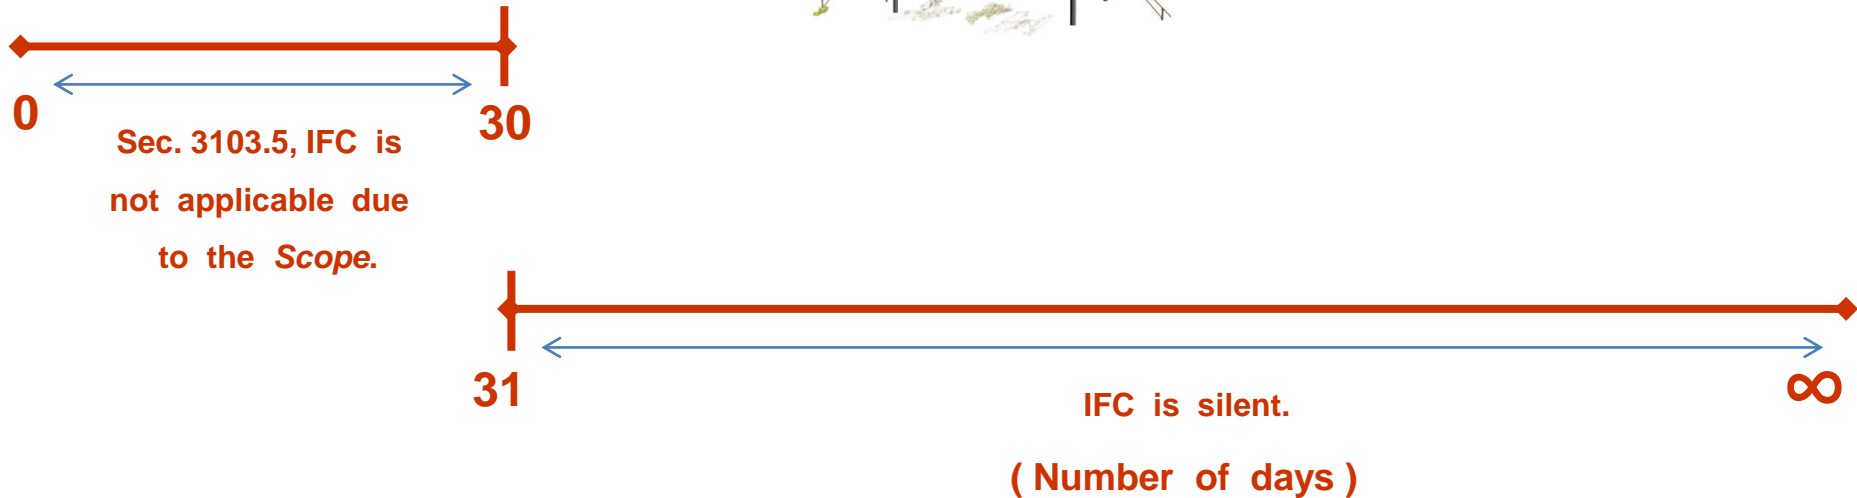 0
30
Sec. 3103.5, IFC is
not applicable due
to the Scope.
31
∞
IFC is silent.
( Number of days )